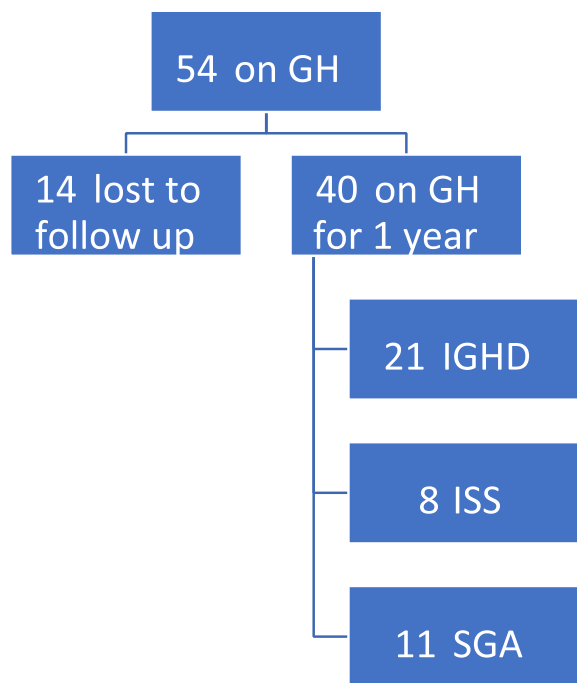 54 on GH
14 lost to
follow up
40 on GH
for 1 year
21 IGHD
8 ISS
11 SGA